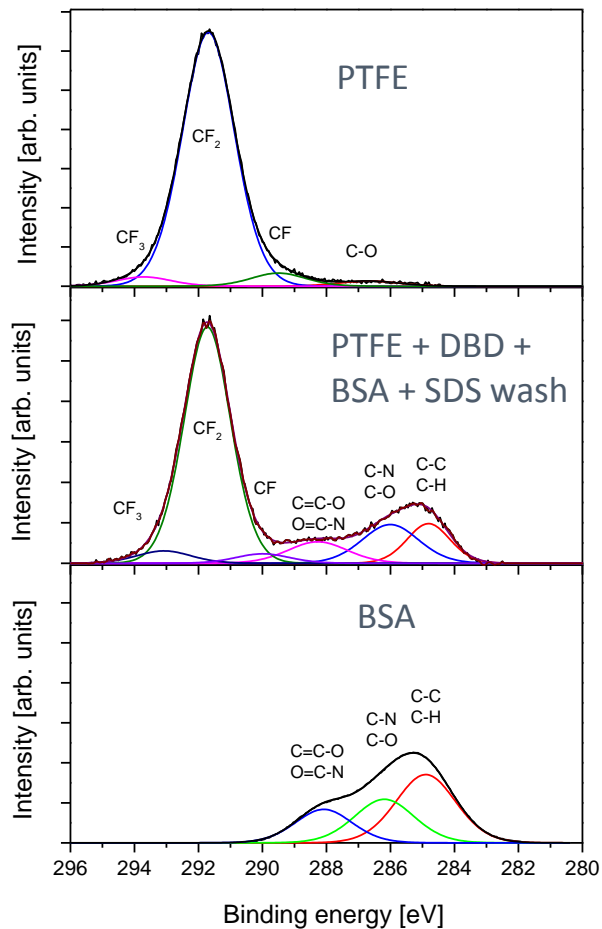 PTFE
CF₂
CF₃
CF
C-O
Intensity [arb. units]
PTFE + DBD +
BSA + SDS wash
CF₂
CF₃
CF
C=C-O
O=C-N
C-N
C-O
C-C
C-H
Intensity [arb. units]
BSA
C=C-O
O=C-N
C-N
C-O
C-C
C-H
Intensity [arb. units]
296 294 292 290 288 286 284 282 280
Binding energy [eV]